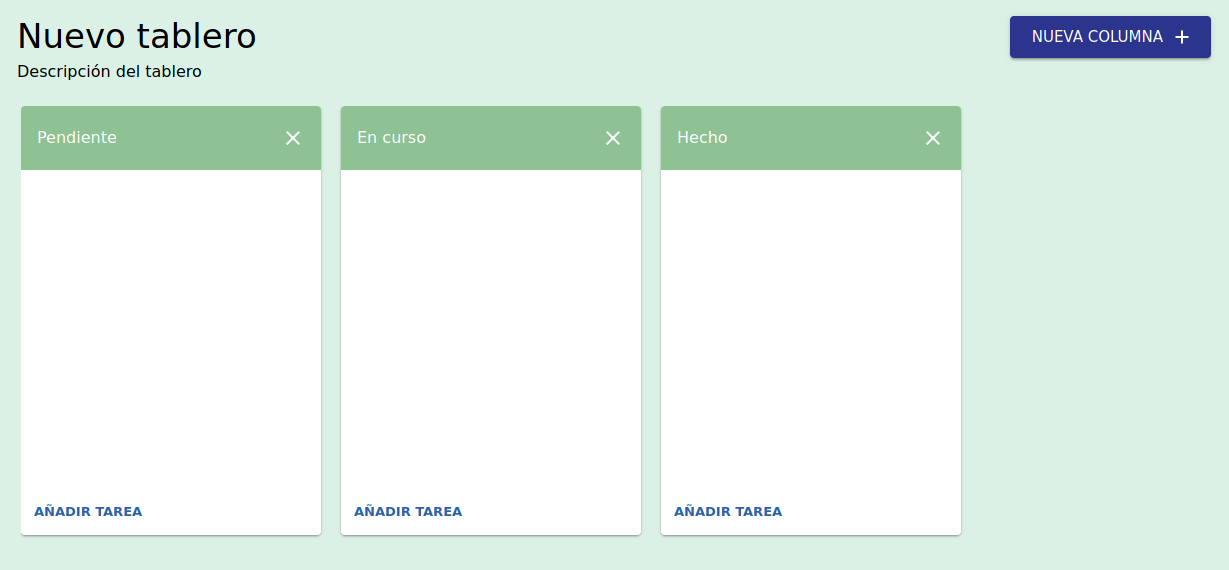 Nuevo tablero
NUEVA COLUMNA
Descripción del tablero
Pendiente
En curso
Hecho
AÑADIR TAREA
AÑADIR TAREA
AÑADIR TAREA